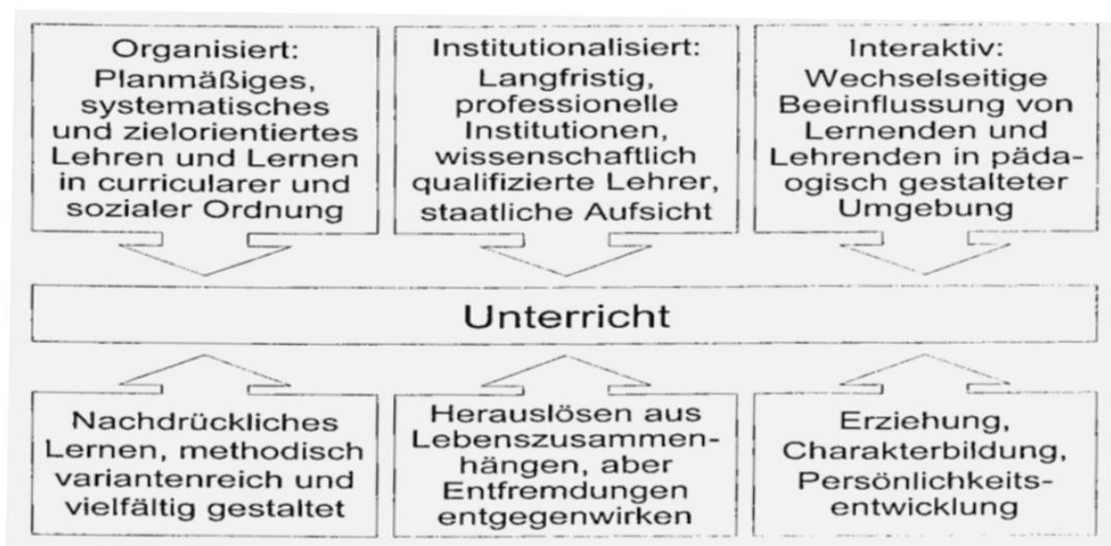 Organisiert:
Planmäßiges,
systematisches
und zielorientiertes
Lehren und Lernen
in curricularer und
sozialer Ordnung
Institutionalisiert:
Langfristig,
professionelle
Institutionen,
wissenschaftlich
qualifizierte Lehrer,
staatliche Aufsicht
Interaktiv:
Wechselseitige
Beeinflussung von
Lernenden und
Lehrenden in päda-
ogisch gestalteter
Umgebung
Unterricht
Nachdrückliches
Lernen, methodisch
variantenreich und
vielfältig gestaltet
Herauslösen aus
Lebenszusammen-
hängen, aber
Entfremdungen
entgegenwirken
Erziehung,
Charakterbildung,
Persönlichkeits-
entwicklung